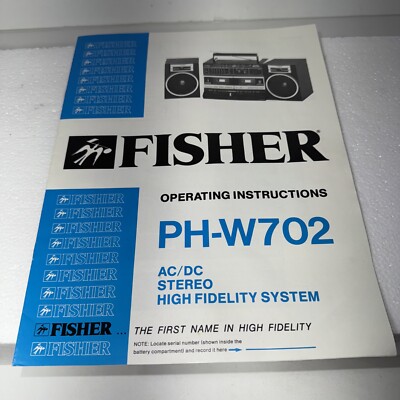 FISHER
FISHER
FISHER
FISHER
FISHER
FISHER
FISHER
FISHER
OPERATING INSTRUCTIONS
PH-W702
AC/DC
STEREO
HIGH FIDELITY SYSTEM
FISHER
FISHER
FISHER
FISHER
FISHER
FISHER
FISHER
FISHER
FISHER ... THE FIRST NAME IN HIGH FIDELITY
FISHER
NOTE: Locate serial number (shown inside the
battery compartment) and record it here